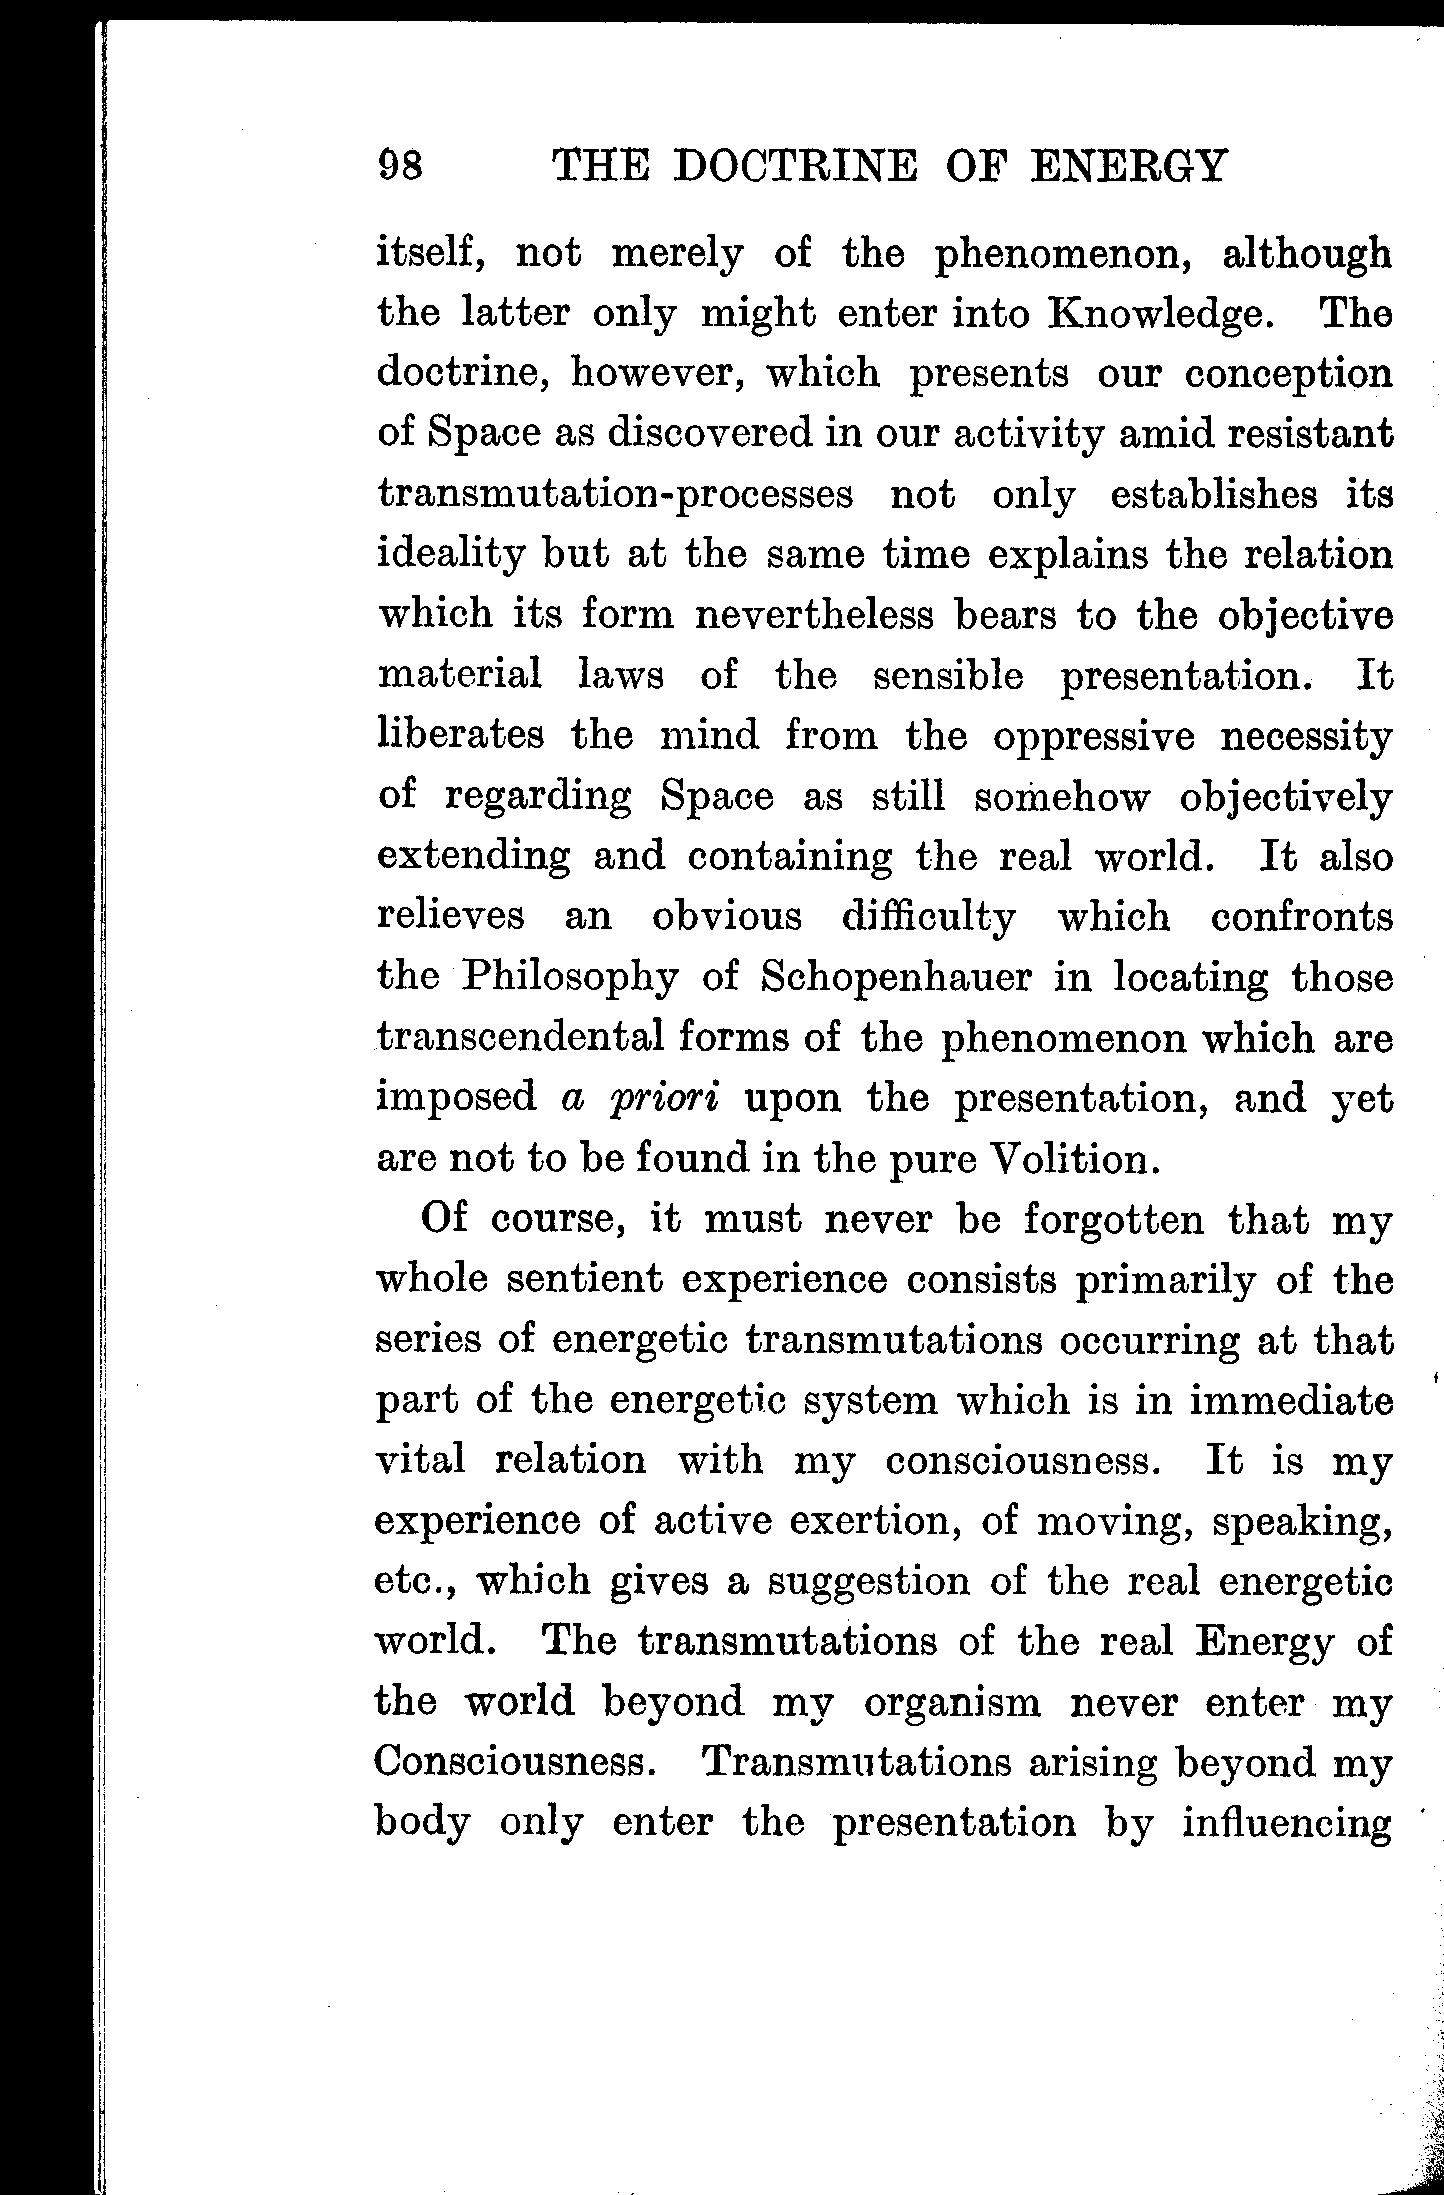 98 THE DOCTRINE OF ENERGY
itself, not merely of the phenomenon, although
the latter only might enter into Knowledge. The
doctrine, however, which presents our conception
of Space as discovered in our activity amid resistant
transmutation-processes not only establishes its
ideality but at the same time explains the relation
which its form nevertheless bears to the objective
material laws of the sensible presentation. It
liberates the mind from the oppressive necessity
of regarding Space as still somehow objectively
extending and containing the real world. It also
relieves an obvious difficulty which confronts
the Philosophy of Schopenhauer in locating those
transcendental forms of the phenomenon which are
imposed a priori upon the presentation, and yet
are not to be found in the pure Volition.
Of course, it must never be forgotten that my
whole sentient experience consists primarily of the
series of energetic transmutations occurring at that
part of the energetic system which is in immediate
vital relation with my consciousness. It is my
experience of active exertion, of moving, speaking,
etc., which gives a suggestion of the real energetic
world. The transmutations of the real Energy of
the world beyond my organism never enter my
Consciousness. Transmutations arising beyond my
body only enter the presentation by influencing